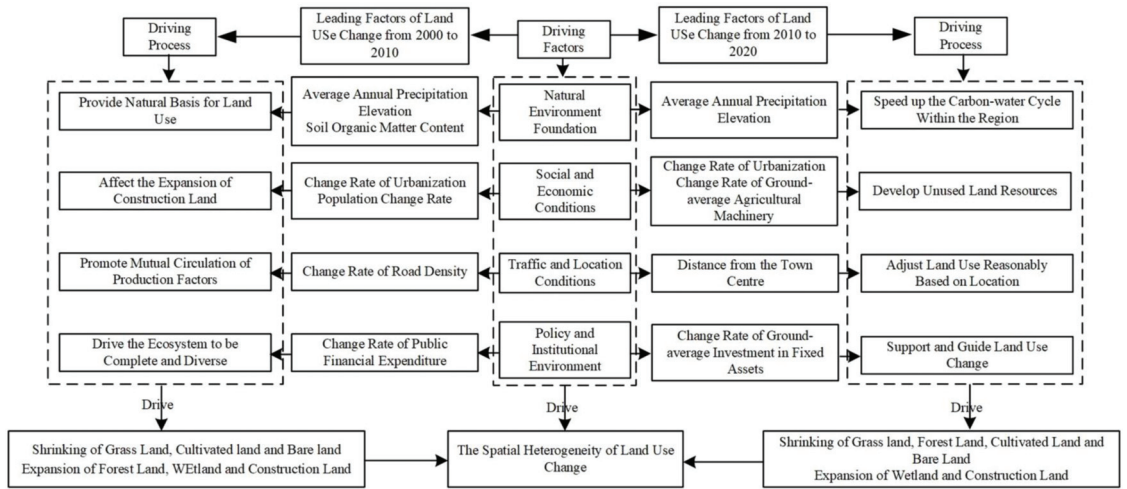 Driving
Process
Leading Factors of Land
USe Change from 2000 to
2010
Driving
Factors
Leading Factors of Land
USe Change from 2010 to
2020
Driving
Process
Provide Natural Basis for Land
Use
Average Annual Precipitation
Elevation
Soil Organic Matter Content
Natural
Environment
Foundation
Average Annual Precipitation
Elevation
Speed up the Carbon-water Cycle
Within the Region
Affect the Expansion of
Construction Land
Change Rate of Urbanization
Population Change Rate
Social and
Economic
Conditions
Change Rate of Urbanization
Change Rate of Ground-
average Agricultural
Machinery
Develop Unused Land Resources
Promote Mutual Circulation of
Production Factors
Change Rate of Road Density
Traffic and Location
Conditions
Distance from the Town
Centre
Adjust Land Use Reasonably
Based on Location
Drive the Ecosystem to be
Complete and Diverse
Change Rate of Public
Financial Expenditure
Policy and
Institutional
Environment
Change Rate of Ground-
average Investment in Fixed
Assets
Support and Guide Land Use
Change
Drive
Drive
Drive
Shrinking of Grass Land, Cultivated land and Bare land
Expansion of Forest Land, WEtland and Construction Land
The Spatial Heterogeneity of Land Use
Change
Shrinking of Grass land, Forest Land, Cultivated Land and
Bare Land
Expansion of Wetland and Construction Land